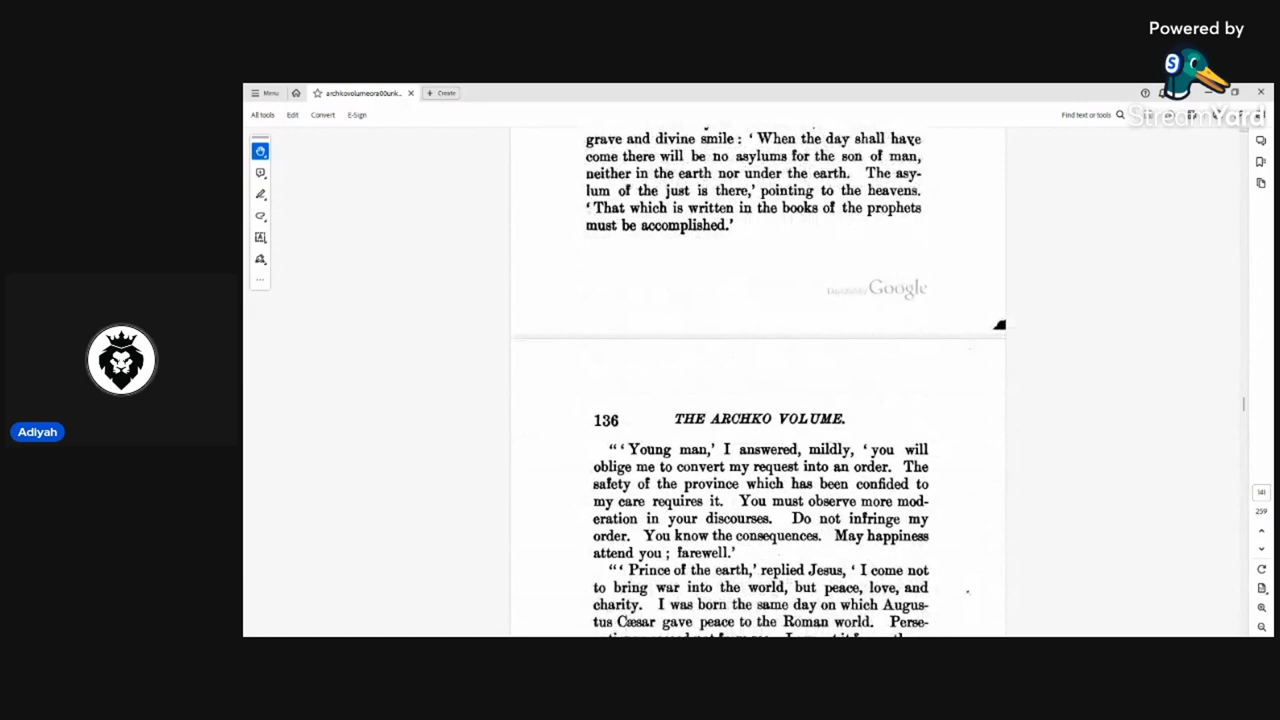 Powered by
StreamYard
Menu
archkovolumeora00unk..
Create
All tools
Edit
Convert
E-Sign
Find text or tools
grave and divine smile : ‘ When the day shall have
come there will be no asylums for the son of man,
neither in the earth nor under the earth. The asy-
lum of the just is there,’ pointing to the heavens.
‘ That which is written in the books of the prophets
must be accomplished.’
Google
136 THE ARCHKO VOLUME.
“ ‘ Young man,’ I answered, mildly, ‘ you will
oblige me to convert my request into an order. The
safety of the province which has been confided to
my care requires it. You must observe more mod-
eration in your discourses. Do not infringe my
order. You know the consequences. May happiness
attend you ; farewell.’
“ ‘ Prince of the earth,’ replied Jesus, ‘ I come not
to bring war into the world, but peace, love, and
charity. I was born the same day on which Augus-
tus Cæsar gave peace to the Roman world. Perse-
Adiyah
141
259